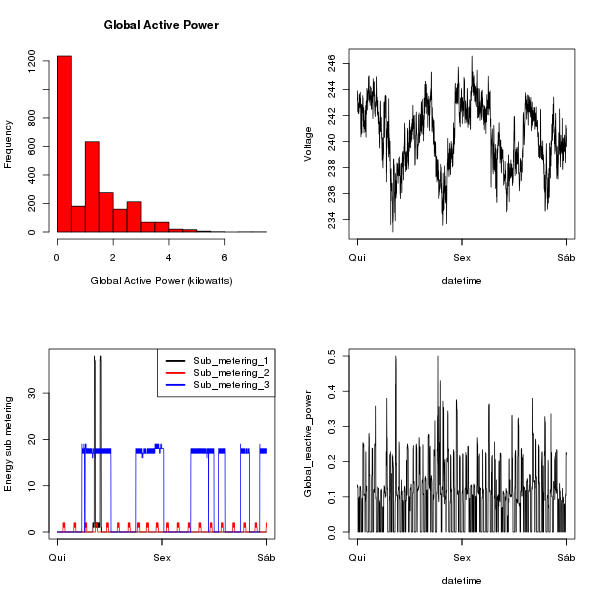 Global Active Power
Frequency
0 200 400 600 800 1200
0 2 4 6
Global Active Power (kilowatts)
Voltage
234 236 238 240 242 244 246
Qui Sex Sáb
datetime
Energy sub metering
0 10 20 30
Sub_metering_1
Sub_metering_2
Sub_metering_3
Qui Sex Sáb
Global_reactive_power
0.0 0.1 0.2 0.3 0.4 0.5
Qui Sex Sáb
datetime